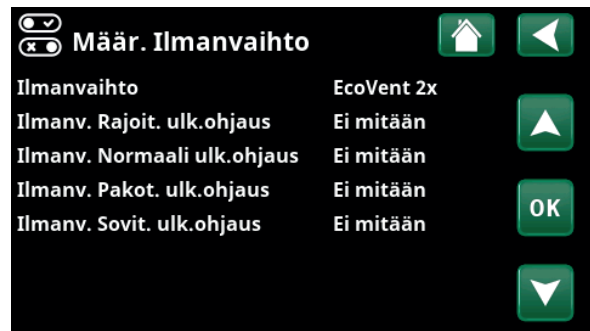 Määr. Ilmanvaihto
Ilmanvaihto EcoVent 2x
Ilmanv. Rajoit. ulk.ohjaus Ei mitään
Ilmanv. Normaali ulk.ohjaus Ei mitään
Ilmanv. Pakot. ulk.ohjaus Ei mitään
Ilmanv. Sovit. ulk.ohjaus Ei mitään
OK